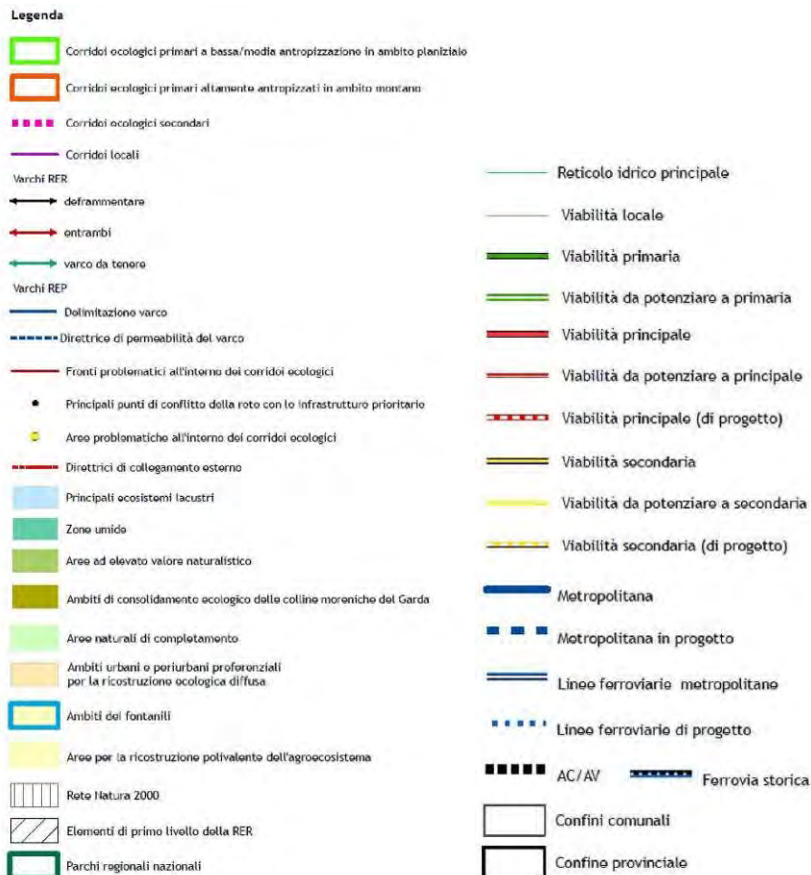 Legenda
Corridoi ecologici primari a bassa/media antropizzazione in ambito planiziale
Corridoi ecologici primari altamente antropizzati in ambito montano
Corridoi ecologici secondari
Corridoi locali
Varchi RER
deframmentare
entrambi
varco da tenere
Varchi REP
Delimitazione varco
Direttrice di permeabilità del varco
Fronti problematici all'interno dei corridoi ecologici
Principali punti di conflitto della rete con le infrastrutture prioritarie
Aree problematiche all'interno dei corridoi ecologici
Direttrici di collegamento esterno
Principali ecosistemi lacustri
Zone umide
Aree ad elevato valore naturalistico
Ambiti di consolidamento ecologico delle colline moreniche del Garda
Aree naturali di completamento
Ambiti urbani e periurbani preferenziali
per la ricostruzione ecologica diffusa
Ambiti dei fontanili
Aree per la ricostruzione polivalente dell'agroecosistema
Rete Natura 2000
Elementi di primo livello della RER
Parchi regionali nazionali
Reticolo idrico principale
Viabilità locale
Viabilità primaria
Viabilità da potenziare a primaria
Viabilità principale
Viabilità da potenziare a principale
Viabilità principale (di progetto)
Viabilità secondaria
Viabilità da potenziare a secondaria
Viabilità secondaria (di progetto)
Metropolitana
Metropolitana in progetto
Linee ferroviarie metropolitane
Linee ferroviarie di progetto
AC/AV
Ferrovia storica
Confini comunali
Confine provinciale